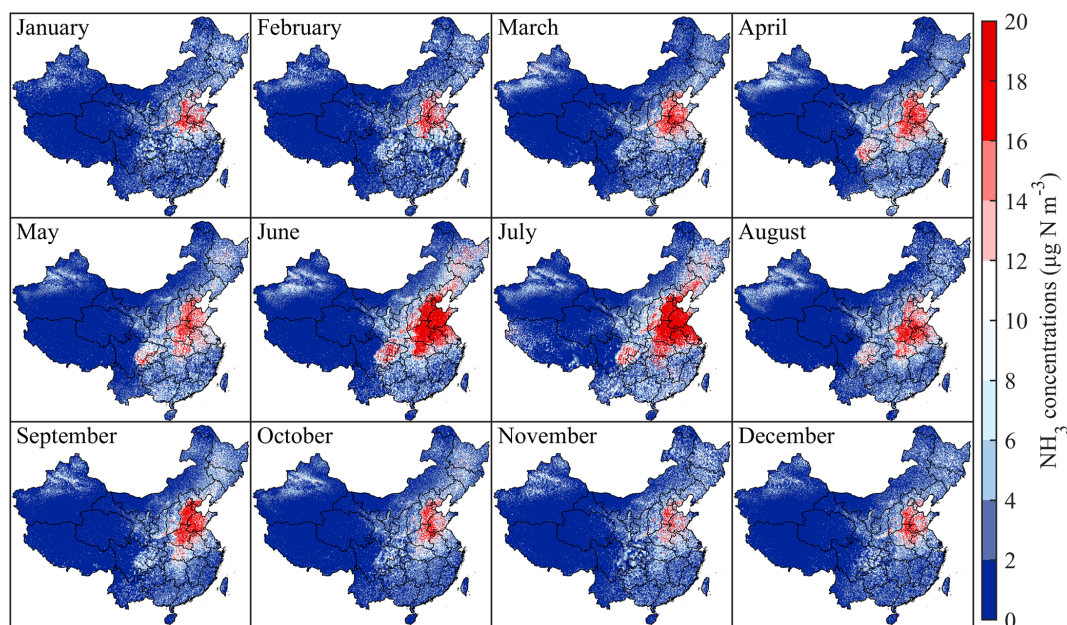 January
February
March
April
May
June
July
August
September
October
November
December
20
18
16
14
12
10
8
6
4
2
0
NH₃ concentrations (μg N m⁻³)